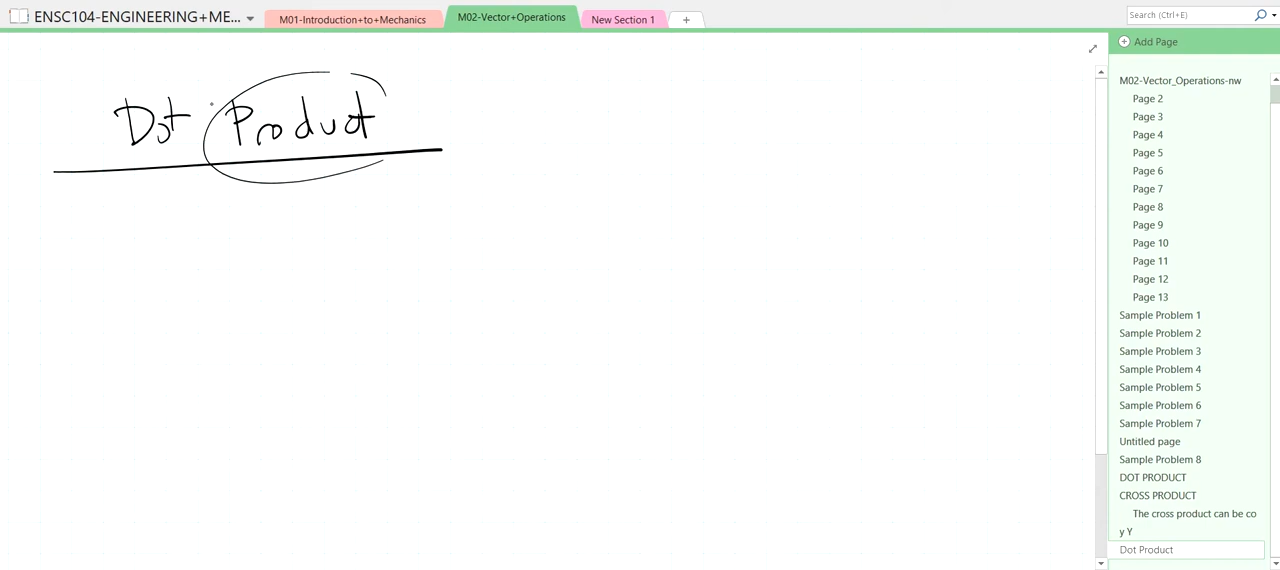 ENSC104-ENGINEERING+ME...
M01-Introduction+to+Mechanics
M02-Vector+Operations
New Section 1
+
Search (Ctrl+E)
Add Page
Dot Product
M02-Vector_Operations-nw
Page 2
Page 3
Page 4
Page 5
Page 6
Page 7
Page 8
Page 9
Page 10
Page 11
Page 12
Page 13
Sample Problem 1
Sample Problem 2
Sample Problem 3
Sample Problem 4
Sample Problem 5
Sample Problem 6
Sample Problem 7
Untitled page
Sample Problem 8
DOT PRODUCT
CROSS PRODUCT
The cross product can be co
y Y
Dot Product